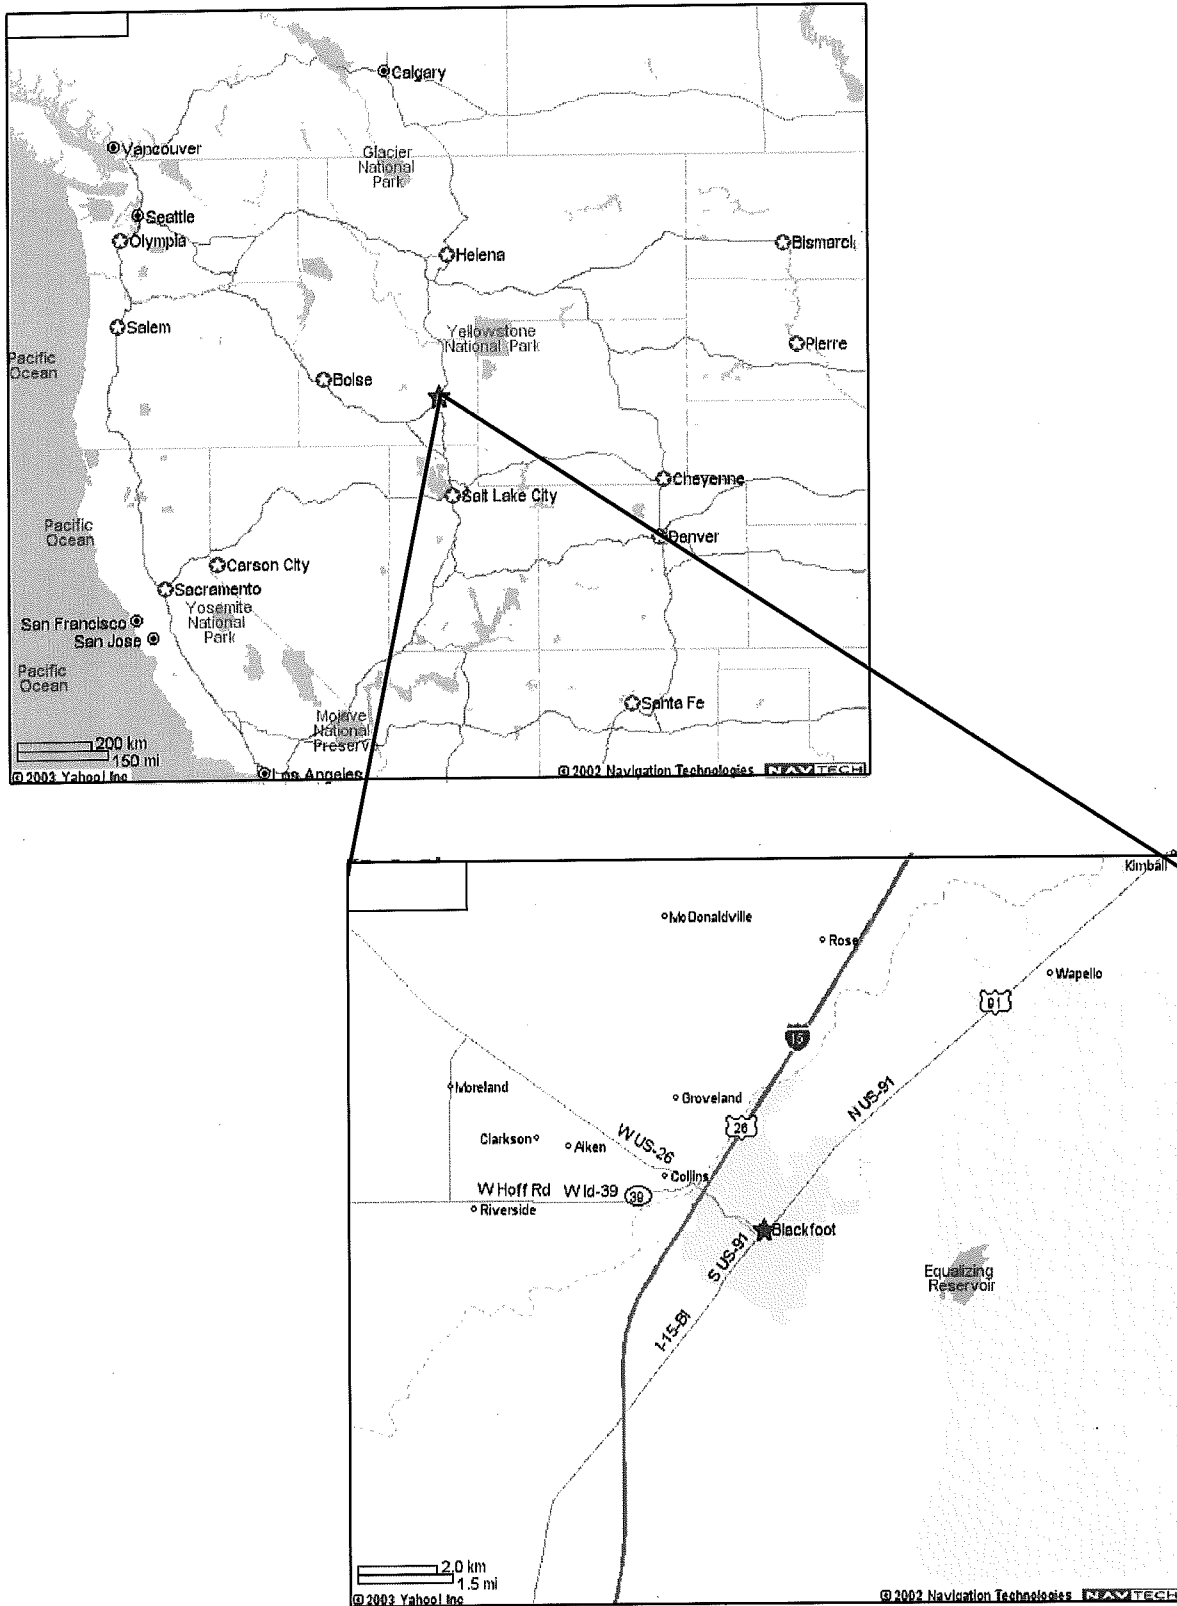 Calgary
Vancouver
Glacier
National
Park
Seattle
Olympia
Helena
Bismarck
Salem
Yellowstone
National Park
Pierre
Pacific
Ocean
Boise
Cheyenne
Salt Lake City
Pacific
Ocean
Denver
Carson City
Sacramento
Yosemite
National
Park
San Francisco
San Jose
Pacific
Ocean
Santa Fe
Mojave
National
Preserv
200 km
150 mi
© 2003 Yahoo! Inc
Los Angeles
© 2002 Navigation Technologies NAVTECH
Kimball
McDonaldville
Rose
Wapello
91
15
Moreland
Groveland
N US-91
26
Clarkson
Aiken
W US-26
Collins
W Hoff Rd W Id-39 39
Riverside
Blackfoot
S US-91
Equalizing
Reservoir
I-15-Bl
2.0 km
1.5 mi
© 2003 Yahoo! Inc
© 2002 Navigation Technologies NAVTECH